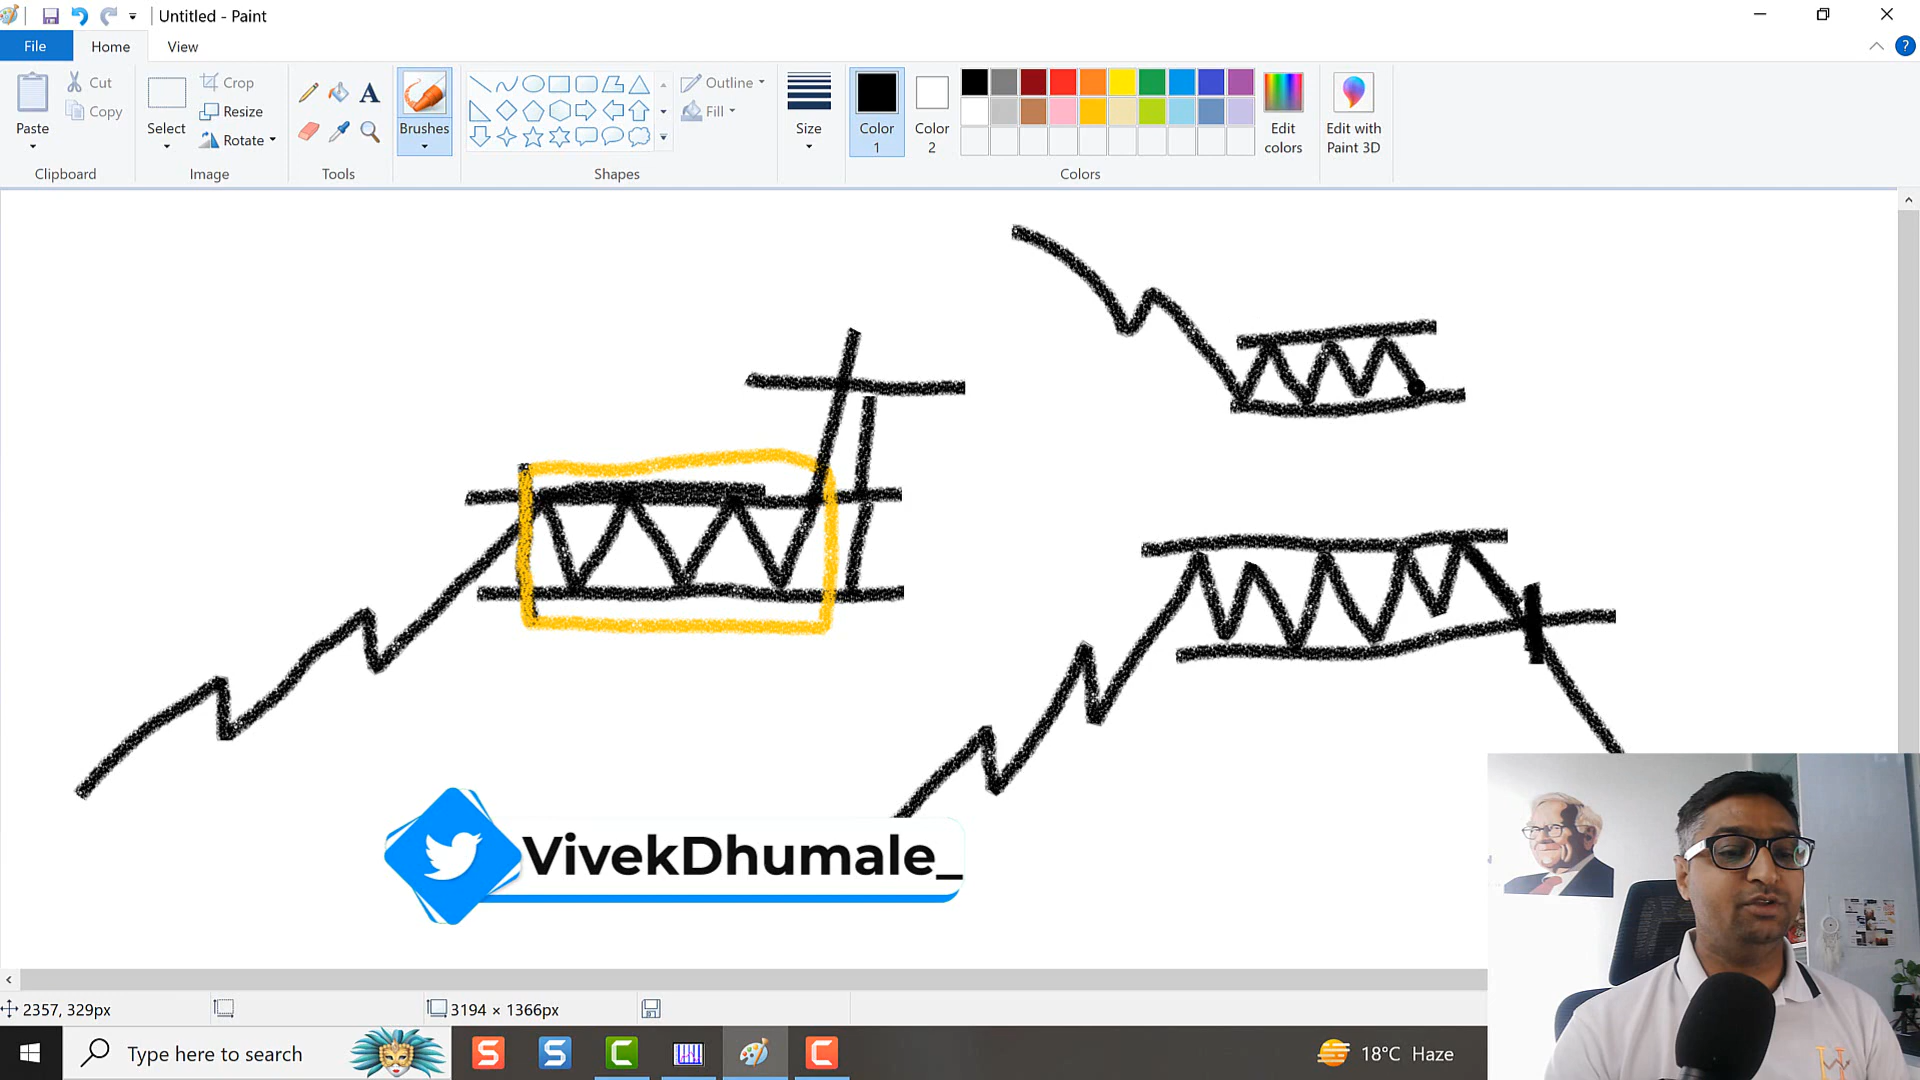 Untitled - Paint
File Home View
Paste
Cut
Copy
Clipboard
Select
Crop
Resize
Rotate
Image
A
Tools
Brushes
Outline
Fill
Shapes
Size
Color 1
Color 2
Edit colors
Colors
Edit with Paint 3D
VivekDhumale_
2357, 329px
3194 × 1366px
Type here to search
18°C Haze